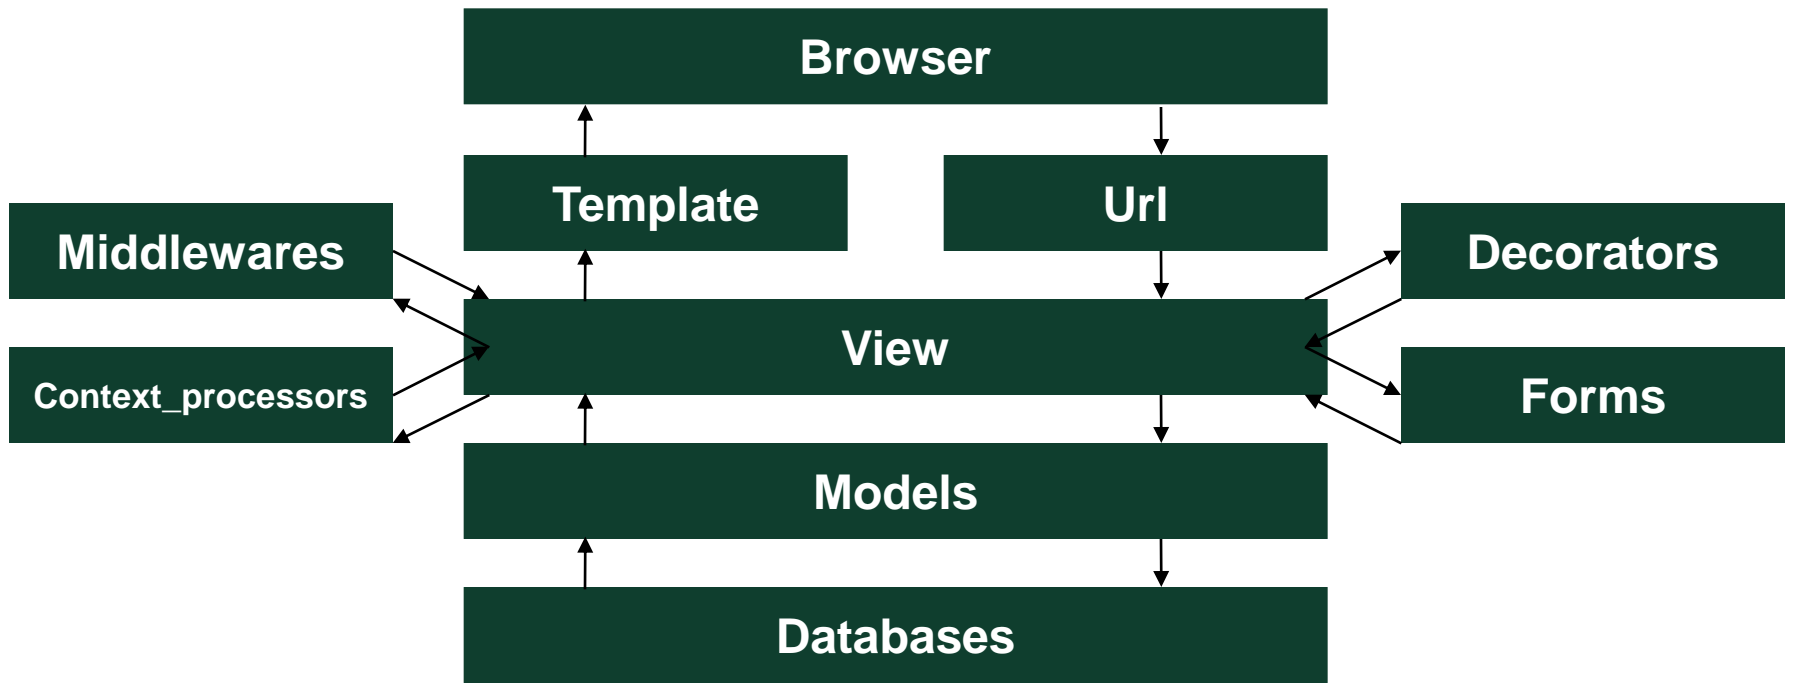 Browser
Template
Url
Middlewares
Decorators
View
Context_processors
Forms
Models
Databases